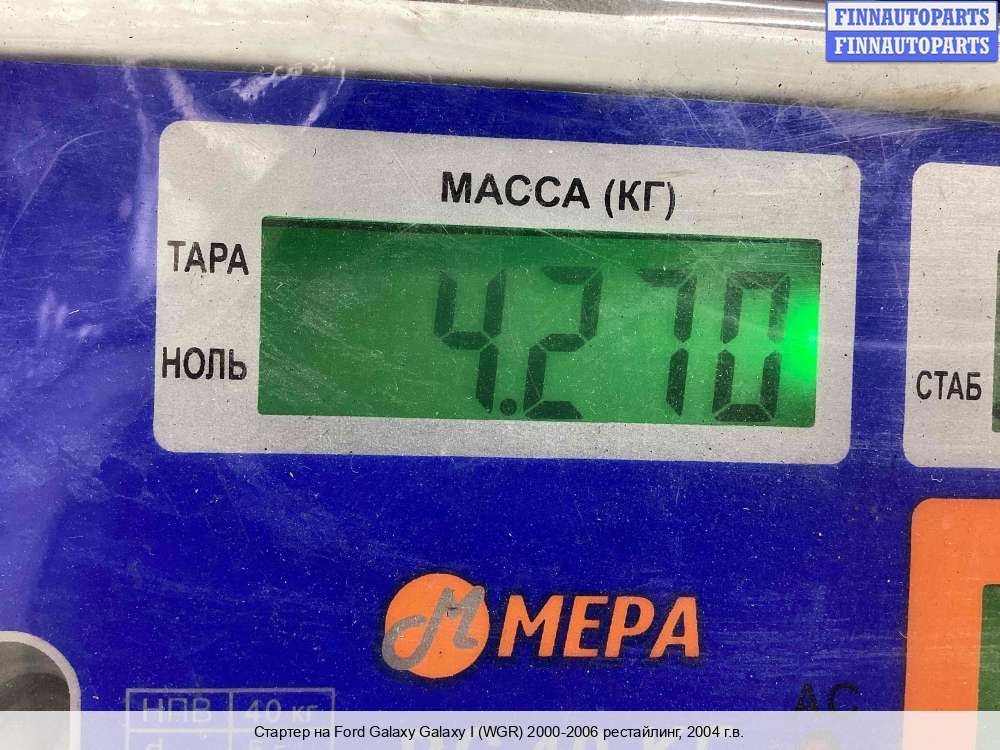 FINNAUTOPARTS
FINNAUTOPARTS
МАССА (КГ)
ТАРА
4.270
НОЛЬ
СТАБ
М МЕРА
АС
НПВ 40 кг
Стартер на Ford Galaxy Galaxy I (WGR) 2000-2006 рестайлинг, 2004 г.в.